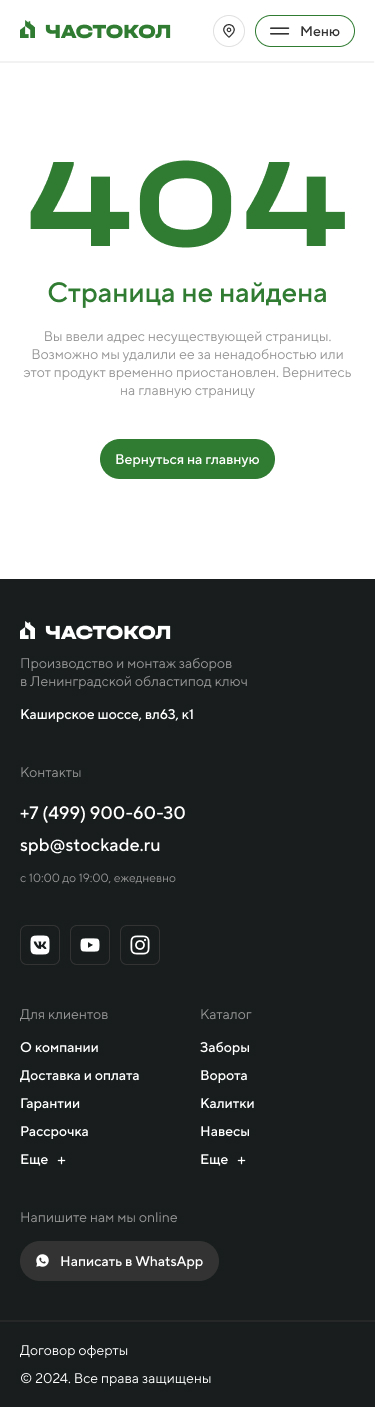 ЧАСТОКОЛ
Меню
404
Страница не найдена
Вы ввели адрес несуществующей страницы.
Возможно мы удалили ее за ненадобностью или
этот продукт временно приостановлен. Вернитесь
на главную страницу
Вернуться на главную
ЧАСТОКОЛ
Производство и монтаж заборов
в Ленинградской областипод ключ
Каширское шоссе, вл63, к1
Контакты
+7 (499) 900-60-30
spb@stockade.ru
с 10:00 до 19:00, ежедневно
Для клиентов
О компании
Доставка и оплата
Гарантии
Рассрочка
Еще +
Каталог
Заборы
Ворота
Калитки
Навесы
Еще +
Напишите нам мы online
Написать в WhatsApp
Договор оферты
© 2024. Все права защищены